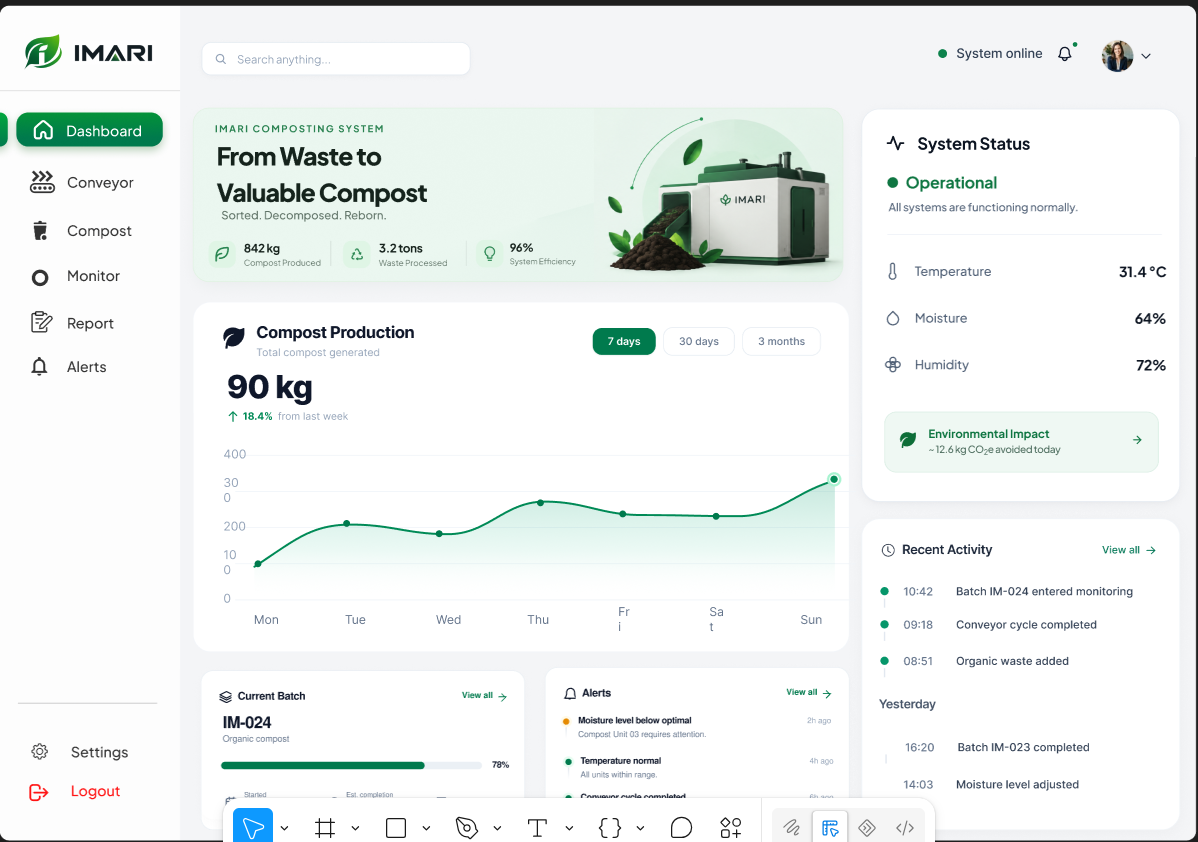 IMARI
Search anything...
System online
Dashboard
Conveyor
Compost
Monitor
Report
Alerts
Settings
Logout
IMARI COMPOSTING SYSTEM
From Waste to
Valuable Compost
Sorted. Decomposed. Reborn.
842 kg
Compost Produced
3.2 tons
Waste Processed
96%
System Efficiency
IMARI
Compost Production
Total compost generated
7 days
30 days
3 months
90 kg
18.4% from last week
400
30
0
200
10
0
0
Mon
Tue
Wed
Thu
Fr
i
Sa
t
Sun
Current Batch
View all
IM-024
Organic compost
78%
Started
Est. completion
Alerts
View all
Moisture level below optimal
2h ago
Compost Unit 03 requires attention.
Temperature normal
4h ago
All units within range.
Conveyor cycle completed
6h ago
System Status
Operational
All systems are functioning normally.
Temperature
31.4 °C
Moisture
64%
Humidity
72%
Environmental Impact
~ 12.6 kg CO₂e avoided today
Recent Activity
View all
10:42 Batch IM-024 entered monitoring
09:18 Conveyor cycle completed
08:51 Organic waste added
Yesterday
16:20 Batch IM-023 completed
14:03 Moisture level adjusted